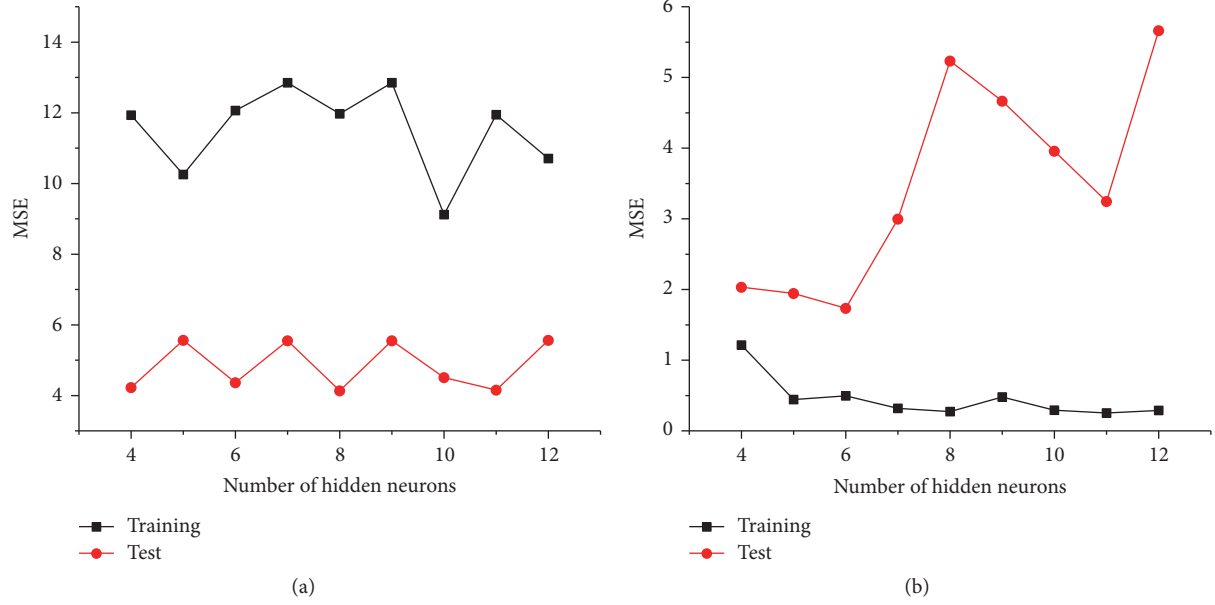 14
12
10
8
6
4
MSE
4 6 8 10 12
Number of hidden neurons
Training
Test
(a)
6
5
4
3
2
1
0
MSE
4 6 8 10 12
Number of hidden neurons
Training
Test
(b)